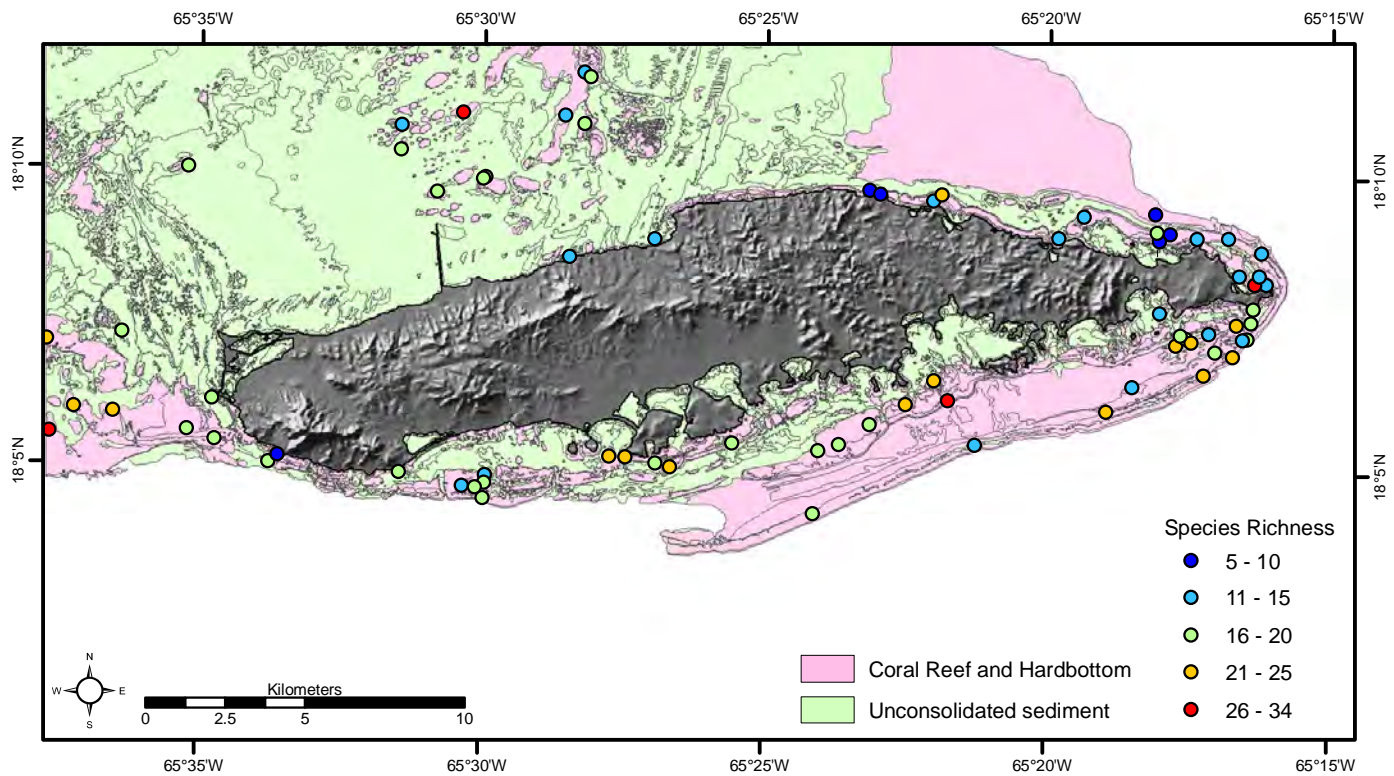 65°35'W 65°30'W 65°25'W 65°20'W 65°15'W
18°10'N 18°10'N
18°5'N 18°5'N
Species Richness
5 - 10
11 - 15
16 - 20
21 - 25
26 - 34
Coral Reef and Hardbottom
Unconsolidated sediment
N
W E
S
Kilometers
0 2.5 5 10
65°35'W 65°30'W 65°25'W 65°20'W 65°15'W